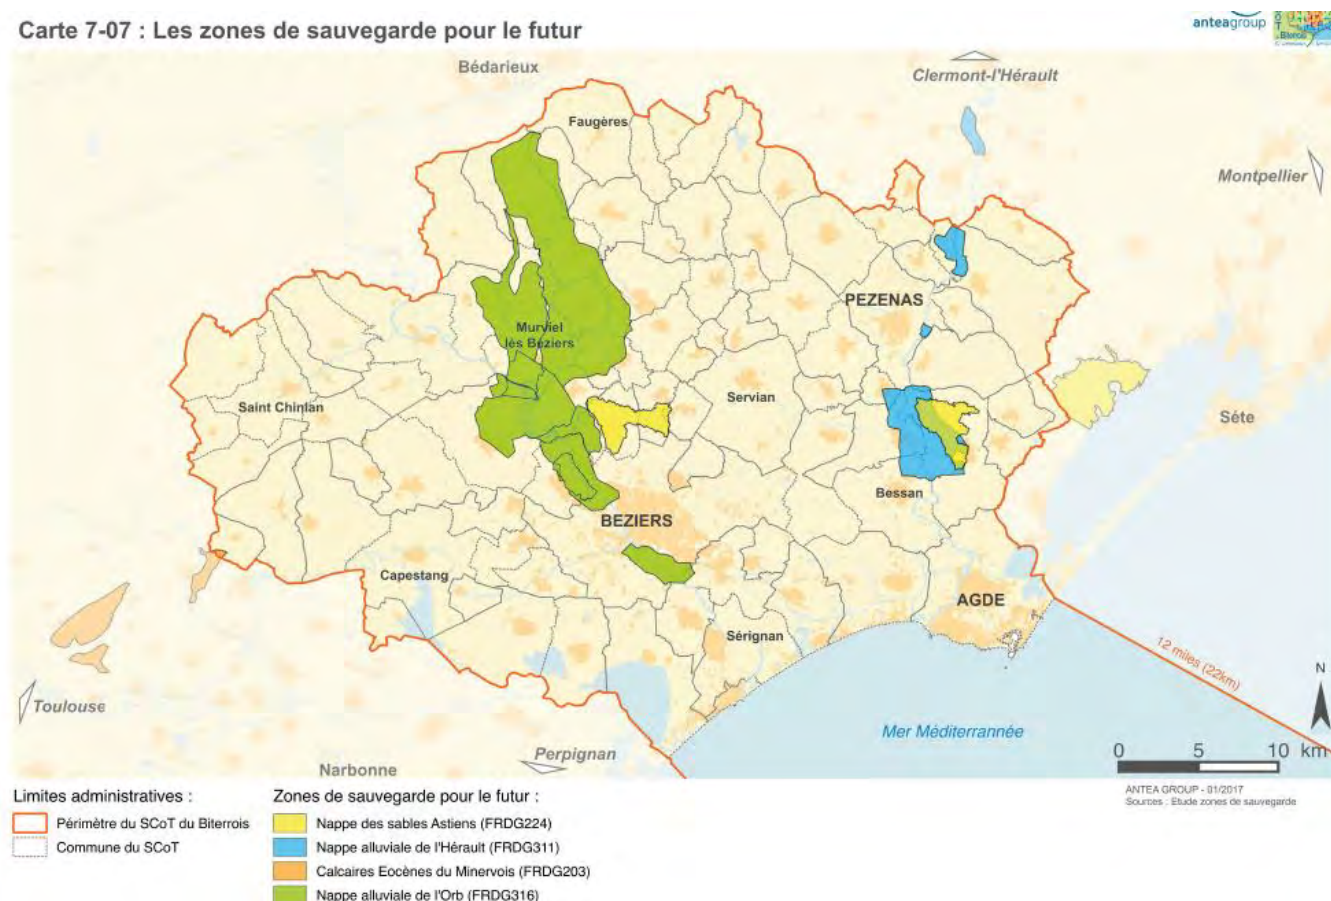 Carte 7-07 : Les zones de sauvegarde pour le futur
anteagroup
Bédarieux
Clermont-l'Hérault
Faugères
Montpellier
PEZENAS
Murviel
lès Béziers
Saint Chinian
Servian
Séte
Bessan
BEZIERS
Capestang
AGDE
Sérignan
12 miles (22km)
N
Toulouse
Mer Méditerrannée
Perpignan
Narbonne
0 5 10 km
ANTEA GROUP - 01/2017
Sources : Etude zones de sauvegarde
Limites administratives :
Périmètre du SCoT du Biterrois
Commune du SCoT
Zones de sauvegarde pour le futur :
Nappe des sables Astiens (FRDG224)
Nappe alluviale de l'Hérault (FRDG311)
Calcaires Eocènes du Minervois (FRDG203)
Nappe alluviale de l'Orb (FRDG316)